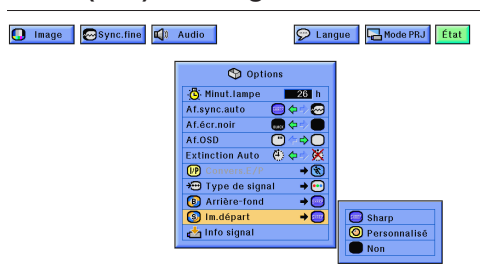 Image
Sync.fine
Audio
Langue
Mode PRJ
État
Options
Minut.lampe 26 h
Af.sync.auto
Af.écr.noir
Af.OSD
Extinction Auto
Type de signal
Arrière-fond
Im.départ
Info signal
Sharp
Personnalisé
Non